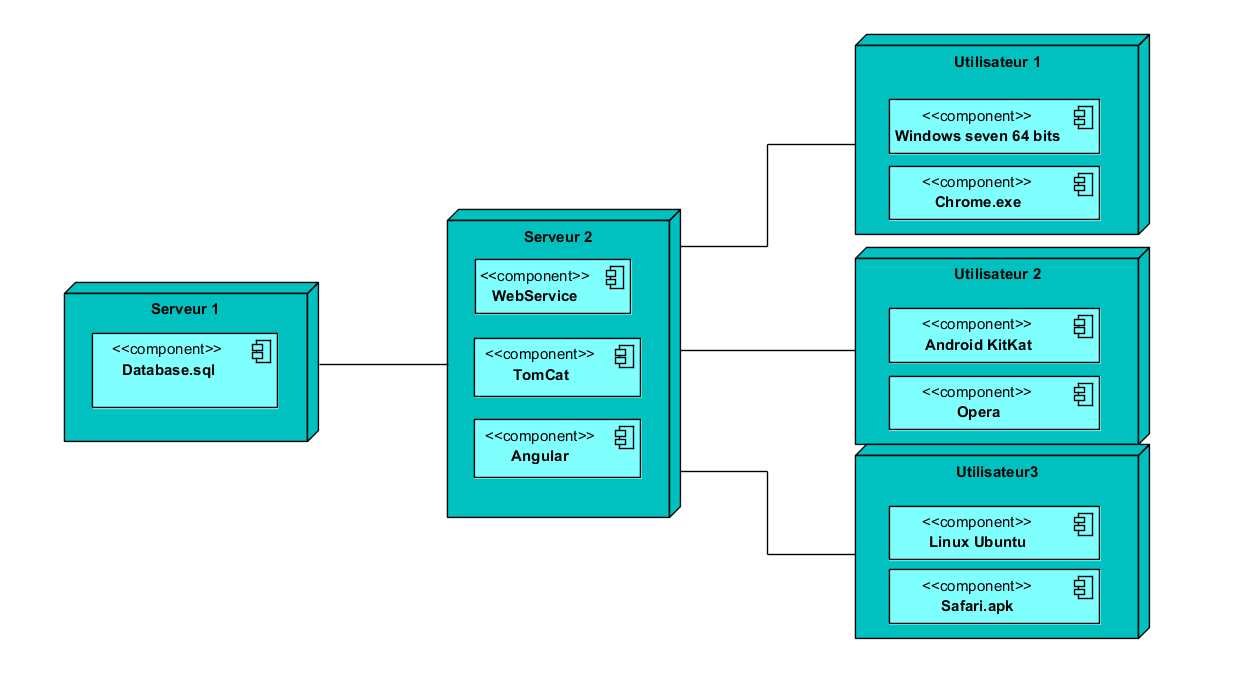 Serveur 1
<<component>>
Database.sql
Serveur 2
<<component>>
WebService
<<component>>
TomCat
<<component>>
Angular
Utilisateur 1
<<component>>
Windows seven 64 bits
<<component>>
Chrome.exe
Utilisateur 2
<<component>>
Android KitKat
<<component>>
Opera
Utilisateur3
<<component>>
Linux Ubuntu
<<component>>
Safari.apk